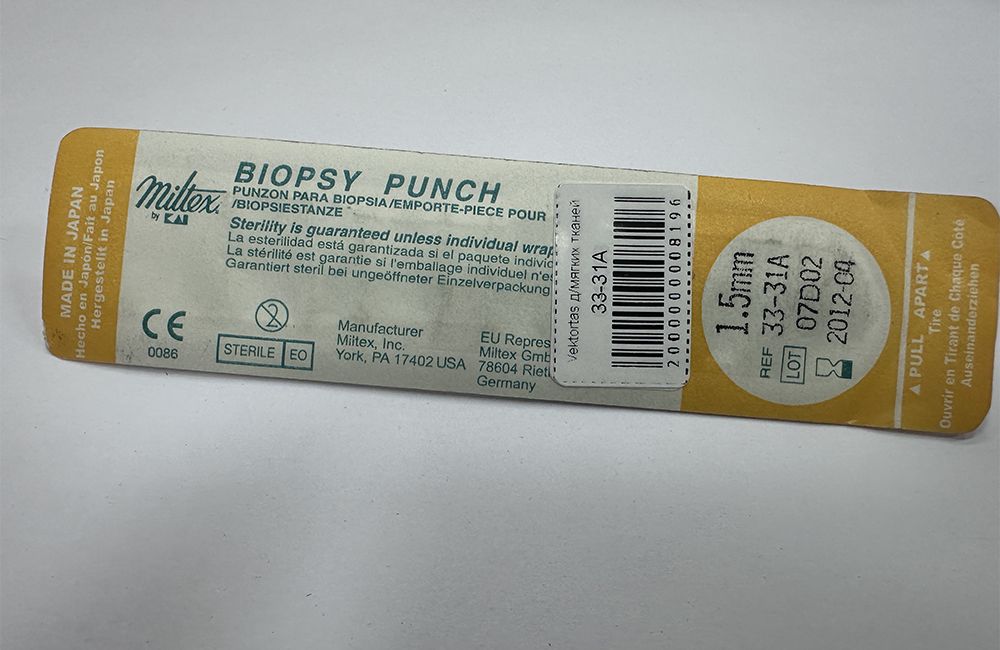 MADE IN JAPAN
Hecho en Japón/Fait au Japon
Hergestellt in Japan
Miltex
by KAI
BIOPSY PUNCH
PUNZON PARA BIOPSIA/EMPORTE-PIECE POUR
/BIOPSIESTANZE
Sterility is guaranteed unless individual wrap
La esterilidad está garantizada si el paquete individ
La stérilité est garantie si l'emballage individuel n'es
Garantiert steril bei ungeöffneter Einzelverpackung
CE
0086
2
STERILE EO
Manufacturer
Miltex, Inc.
York, PA 17402 USA
EU Repres
Miltex Gmb
78604 Riet
Germany
Vektortas д/мягких тканей
33-31A
2000000008196
1.5mm
REF 33-31A
LOT 07D02
2012-04
▲PULL APART▲
Tire
Ouvrir en Tirant de Chaque Coté
Auseinanderziehen